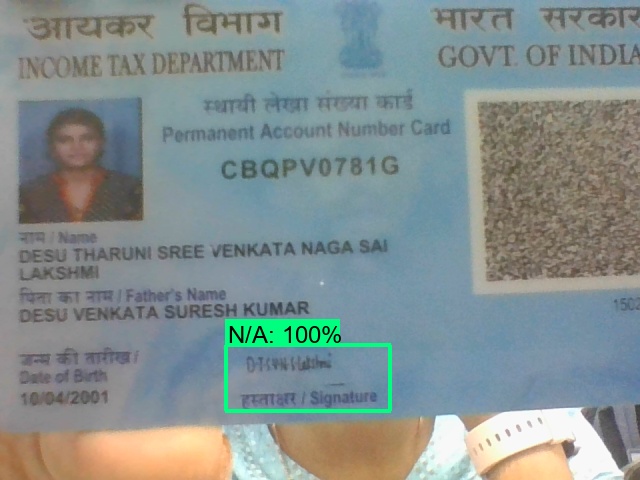 आयकर विभाग
INCOME TAX DEPARTMENT
भारत सरकार
GOVT. OF INDIA
स्थायी लेखा संख्या कार्ड
Permanent Account Number Card
CBQPV0781G
नाम / Name
DESU THARUNI SREE VENKATA NAGA SAI
LAKSHMI
पिता का नाम / Father's Name
DESU VENKATA SURESH KUMAR
1502
N/A: 100%
जन्म की तारीख /
Date of Birth
10/04/2001
हस्ताक्षर / Signature